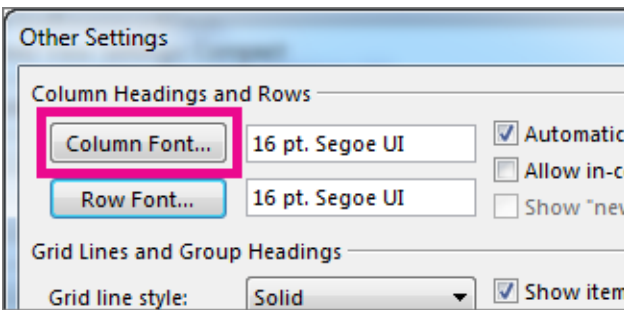 Other Settings
Column Headings and Rows
Column Font... 16 pt. Segoe UI Automatic
Allow in-c
Row Font... 16 pt. Segoe UI Show "new
Grid Lines and Group Headings
Grid line style: Solid Show item